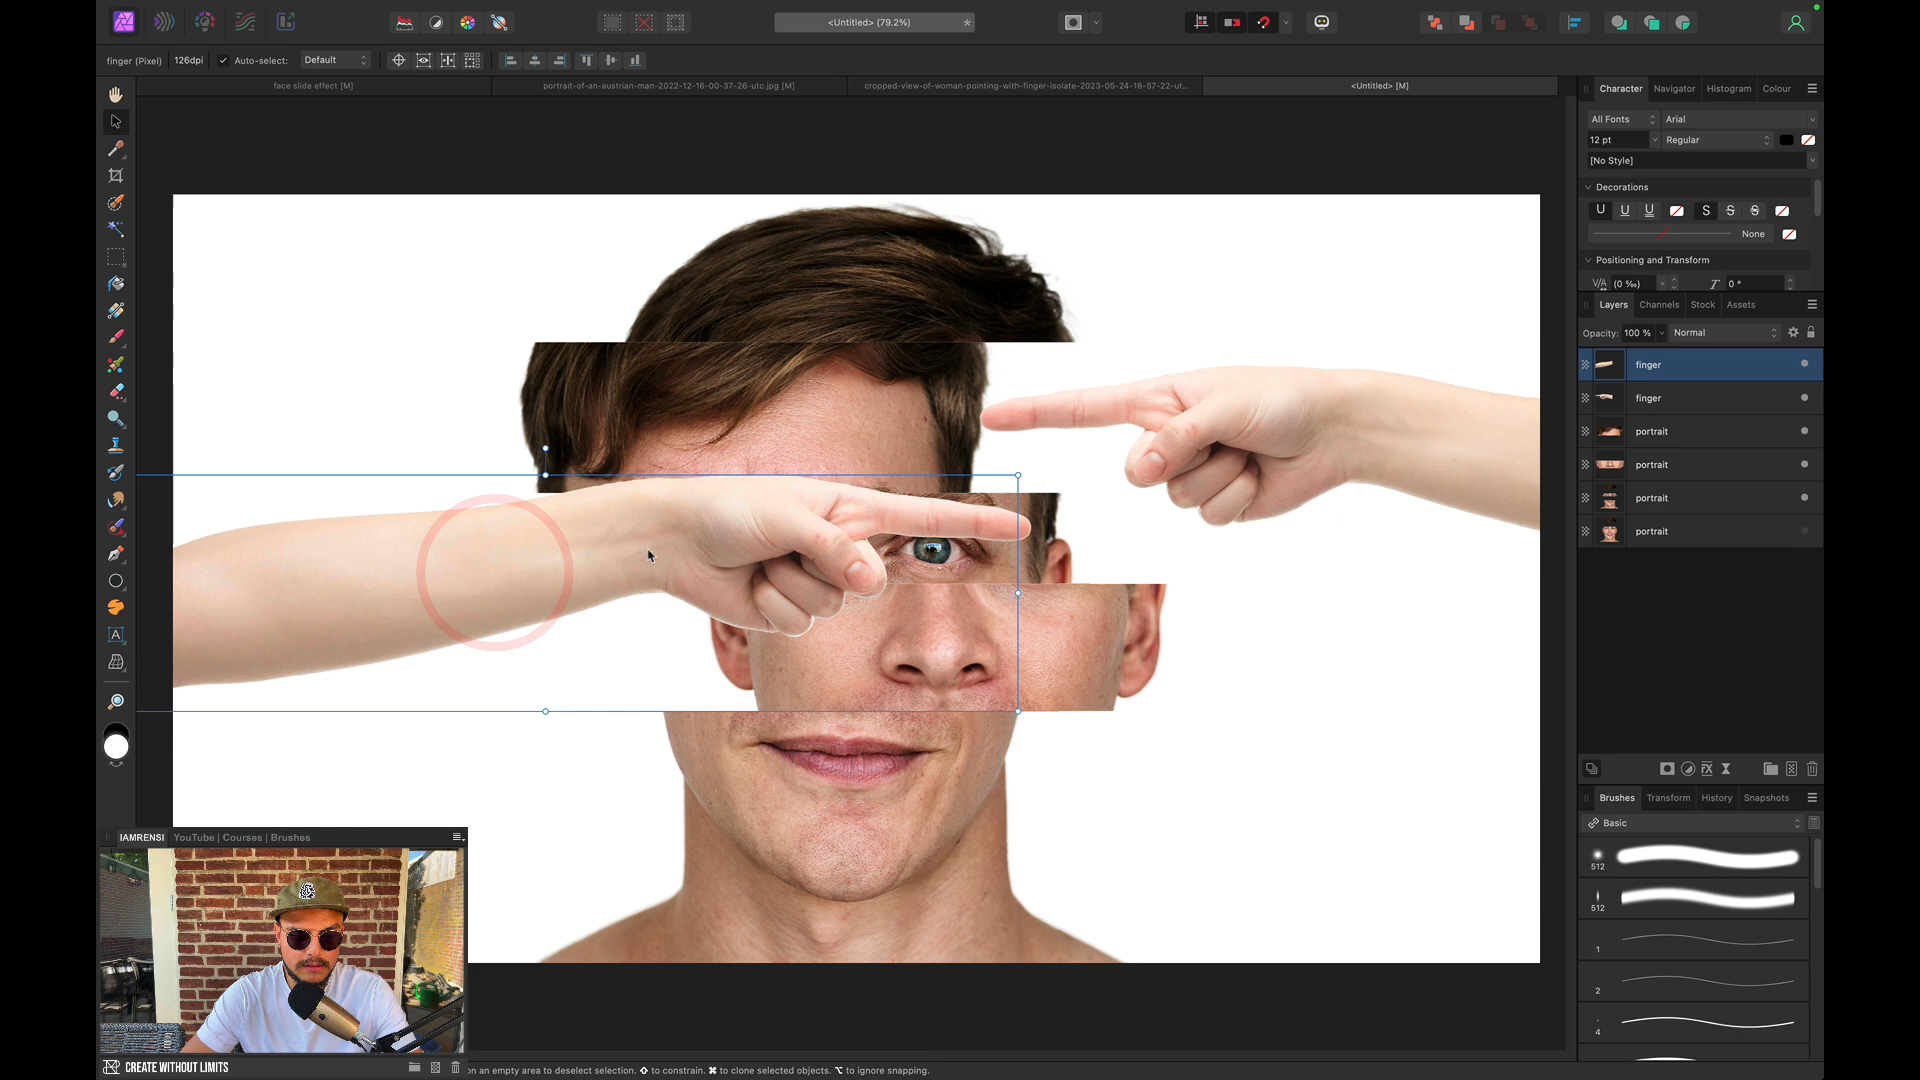 <Untitled> (79.2%)
*
finger (Pixel)
126dpi
Auto-select:
Default
face slide effect [M]
portrait-of-an-austrian-man-2022-12-16-00-37-26-utc.jpg [M]
cropped-view-of-woman-pointing-with-finger-isolate-2023-05-24-18-57-22-ut...
<Untitled> [M]
Character
Navigator
Histogram
Colour
All Fonts
Arial
12 pt
Regular
[No Style]
Decorations
U U U S S S
None
Positioning and Transform
V/A (0 ‰)
T 0 °
Layers
Channels
Stock
Assets
Opacity: 100 %
Normal
finger
finger
portrait
portrait
portrait
portrait
Brushes
Transform
History
Snapshots
Basic
512
512
1
2
4
IAMRENSI
YouTube | Courses | Brushes
CREATE WITHOUT LIMITS
on an empty area to deselect selection. ⇧ to constrain. ⌘ to clone selected objects. ⌥ to ignore snapping.